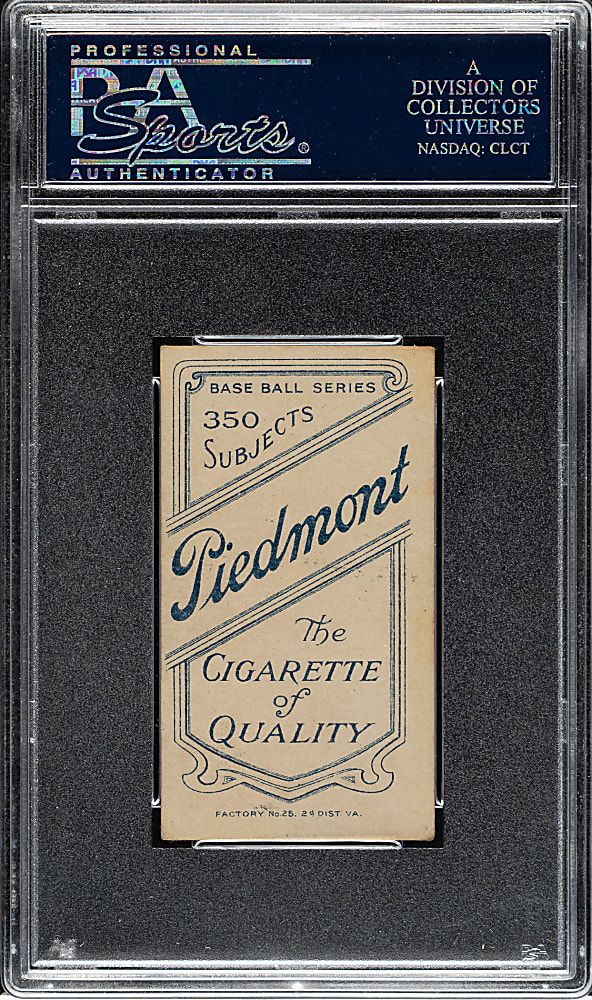 PROFESSIONAL
PSA
Sports®
AUTHENTICATOR
A
DIVISION OF
COLLECTORS
UNIVERSE
NASDAQ: CLCT
BASE BALL SERIES
350
SUBJECTS
Piedmont
The
CIGARETTE
of
QUALITY
FACTORY No.25, 2d DIST. VA.
PSA